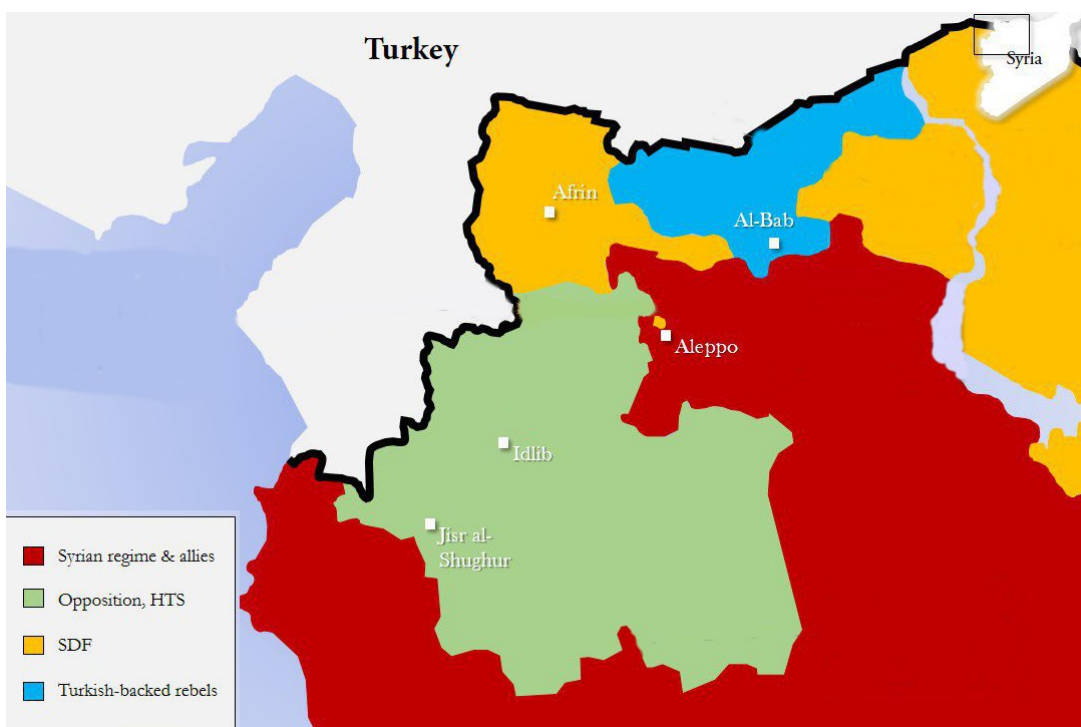 Turkey
Syria
Afrin
Al-Bab
Aleppo
Idlib
Jisr al-
Shughur
Syrian regime & allies
Opposition, HTS
SDF
Turkish-backed rebels